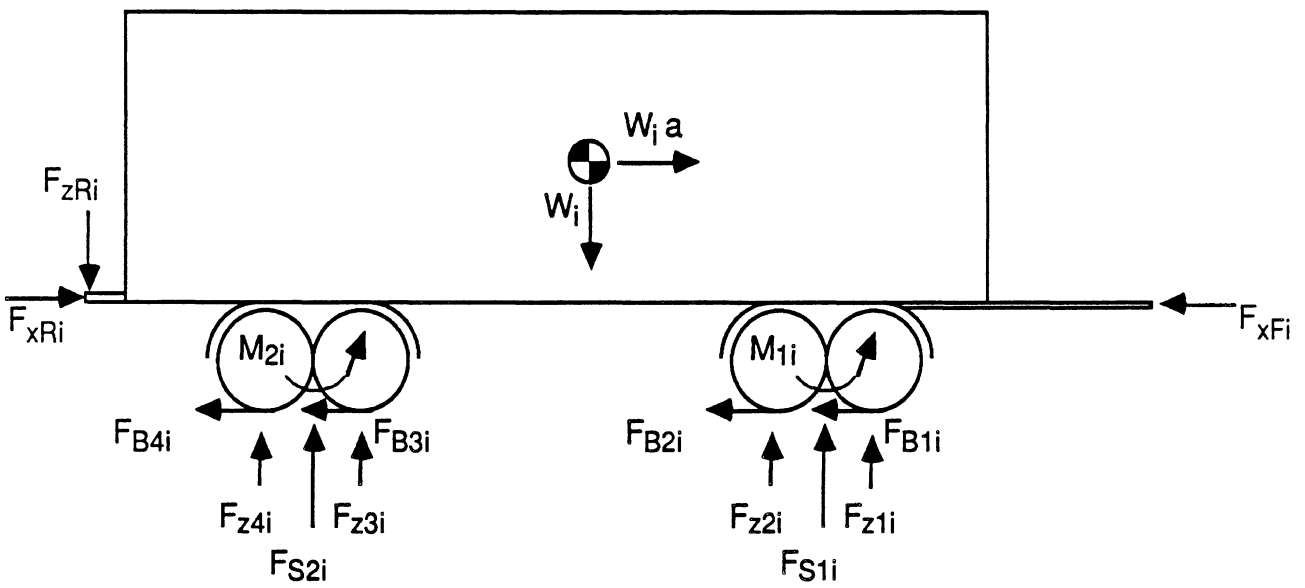 W_i a
F_zRi
W_i
F_xRi
F_xFi
M_2i
M_1i
F_B4i
F_B3i
F_B2i
F_B1i
F_z4i
F_z3i
F_z2i
F_z1i
F_S2i
F_S1i